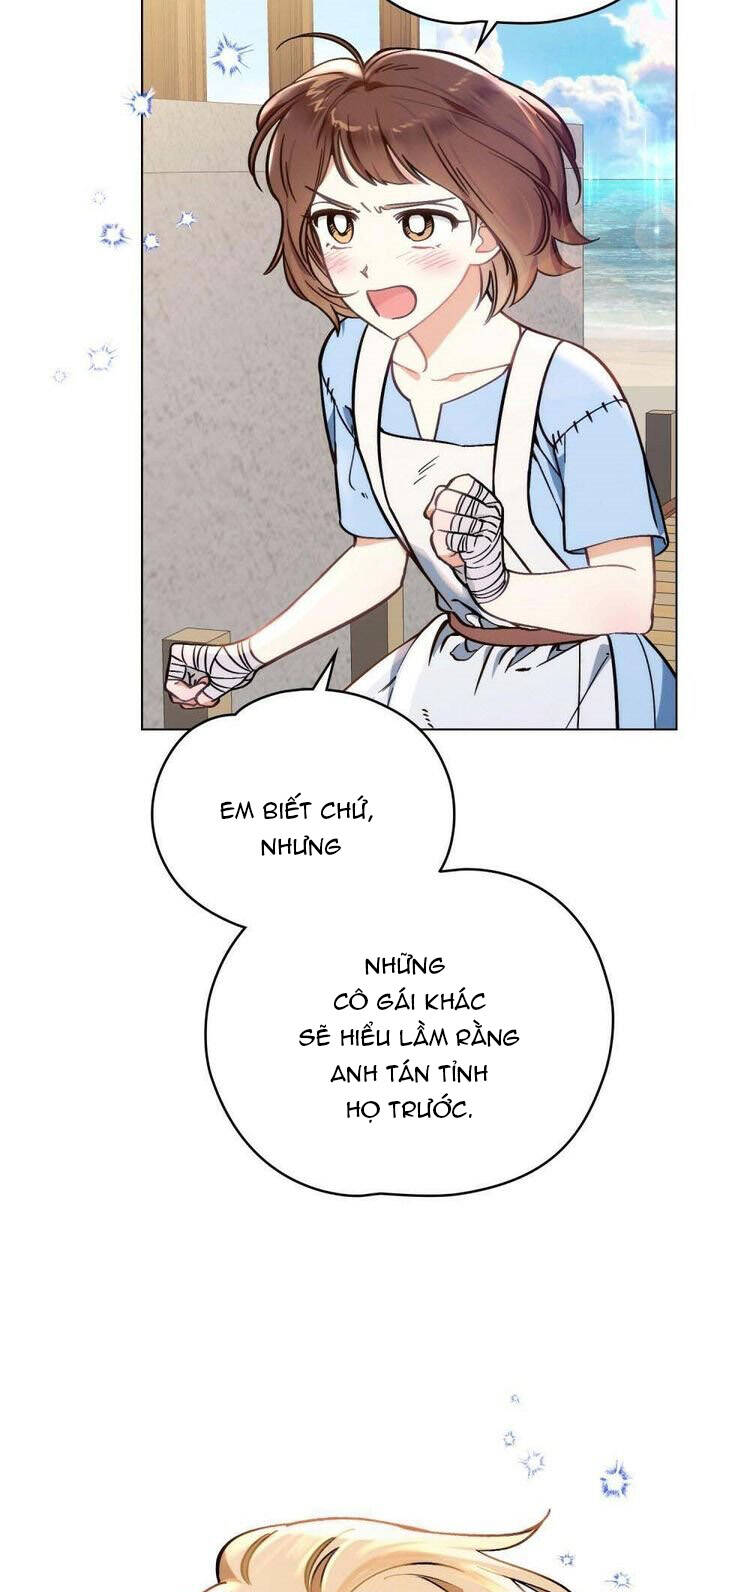 EM BIẾT CHỨ,
NHƯNG
NHỮNG
CÔ GÁI KHÁC
SẼ HIỂU LẦM RẰNG
ANH TÁN TỈNH
HỌ TRƯỚC.